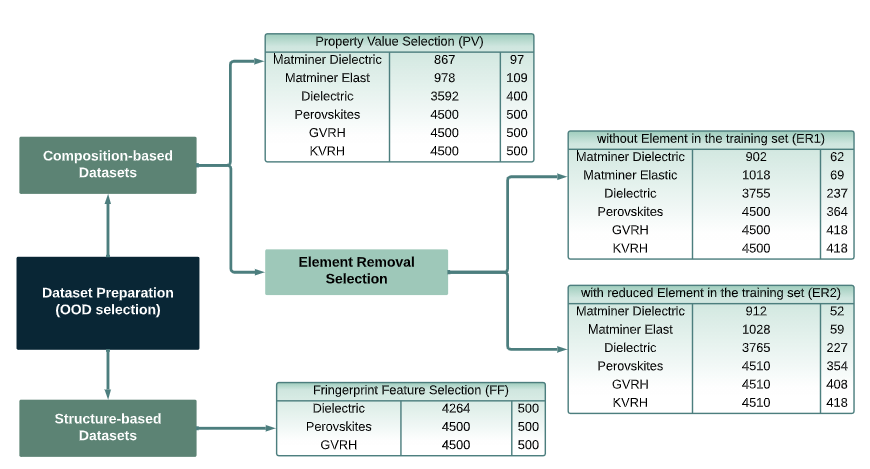 Property Value Selection (PV)
Matminer Dielectric 867 97
Matminer Elast 978 109
Dielectric 3592 400
Perovskites 4500 500
GVRH 4500 500
KVRH 4500 500
Composition-based
Datasets
without Element in the training set (ER1)
Matminer Dielectric 902 62
Matminer Elastic 1018 69
Dielectric 3755 237
Perovskites 4500 364
GVRH 4500 418
KVRH 4500 418
Element Removal
Selection
Dataset Preparation
(OOD selection)
with reduced Element in the training set (ER2)
Matminer Dielectric 912 52
Matminer Elast 1028 59
Dielectric 3765 227
Perovskites 4510 354
GVRH 4510 408
KVRH 4510 418
Fringerprint Feature Selection (FF)
Dielectric 4264 500
Perovskites 4500 500
GVRH 4500 500
Structure-based
Datasets